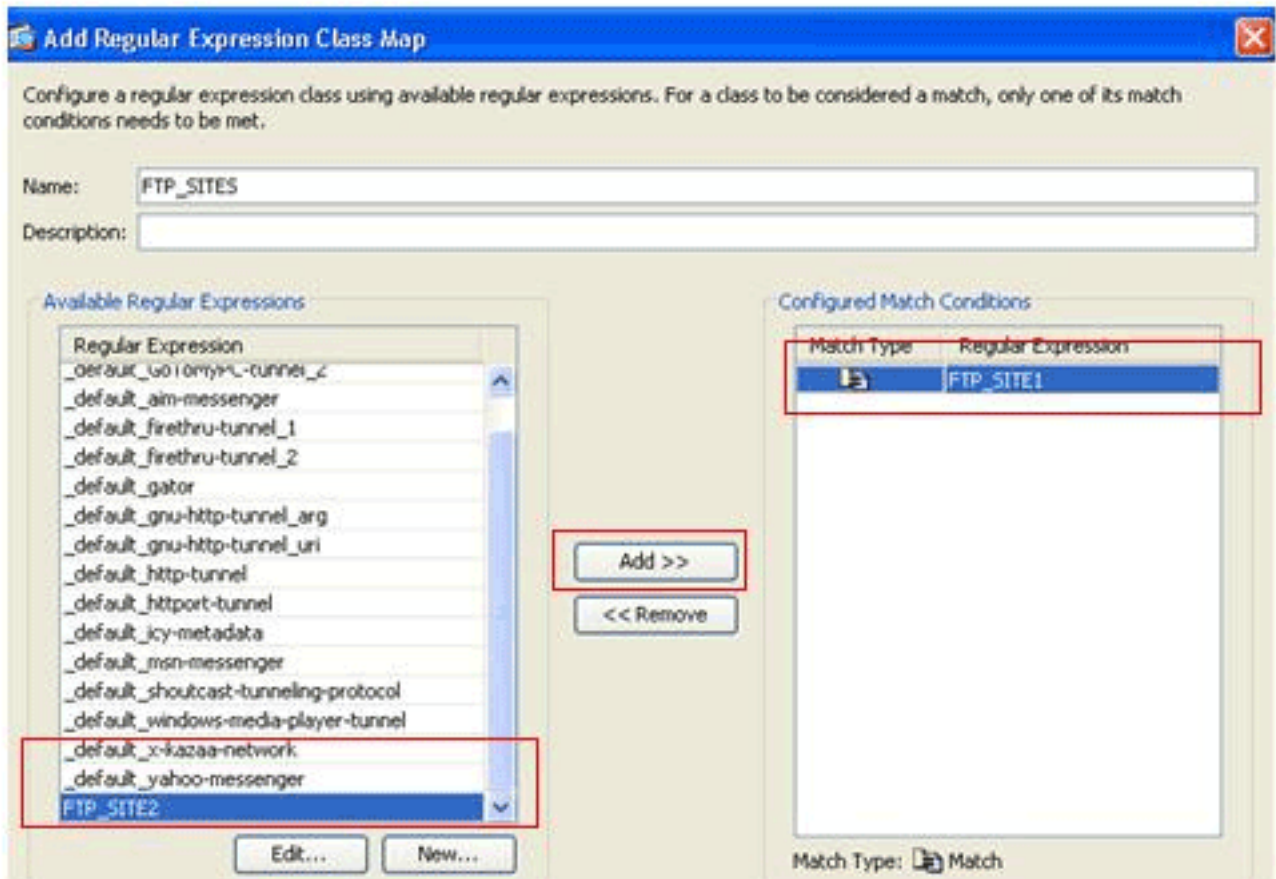 Add Regular Expression Class Map
Configure a regular expression class using available regular expressions. For a class to be considered a match, only one of its match
conditions needs to be met.
Name: FTP_SITES
Description:
Available Regular Expressions
Regular Expression
_default_GoToMyPC-tunnel_2
_default_aim-messenger
_default_firethru-tunnel_1
_default_firethru-tunnel_2
_default_gator
_default_gnu-http-tunnel_arg
_default_gnu-http-tunnel_uri
_default_http-tunnel
_default_httport-tunnel
_default_icy-metadata
_default_msn-messenger
_default_shoutcast-tunneling-protocol
_default_windows-media-player-tunnel
_default_x-kazaa-network
_default_yahoo-messenger
FTP_SITE2
Edit... New...
Add >>
<< Remove
Configured Match Conditions
Match Type Regular Expression
FTP_SITE1
Match Type: Match